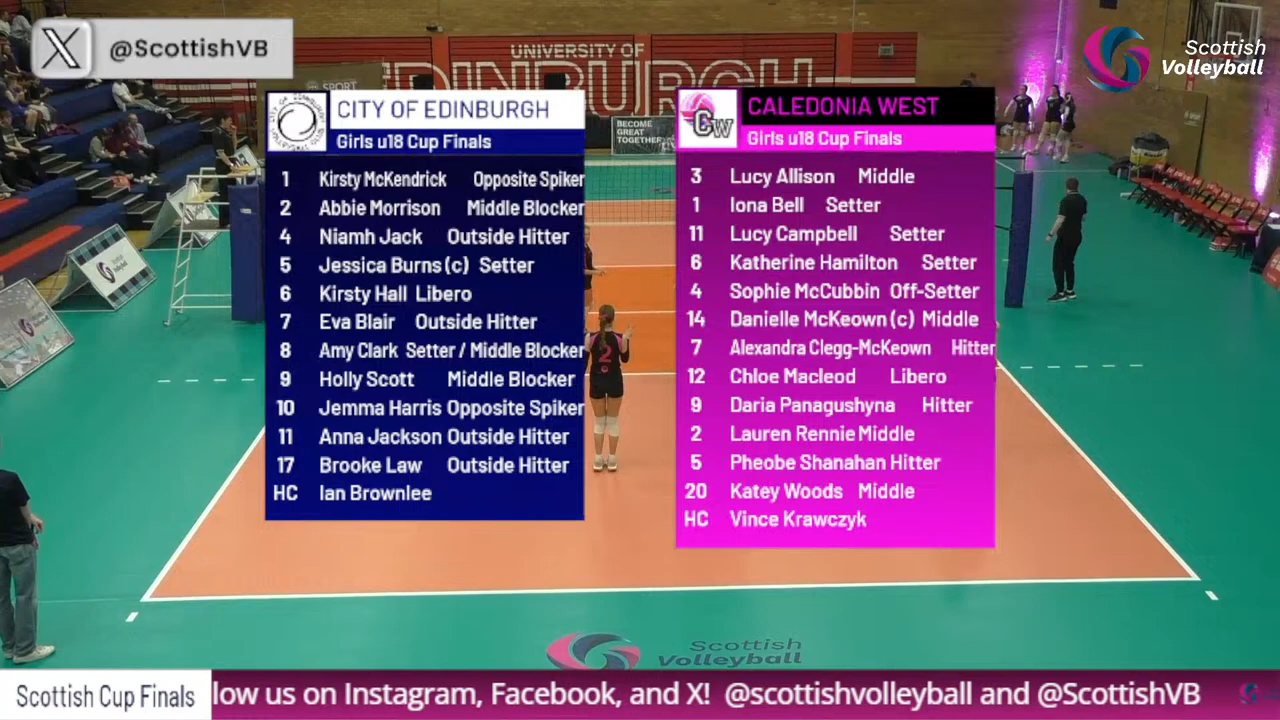 @ScottishVB
Scottish
Volleyball
UNIVERSITY OF
EDINBURGH
SPORT
BECOME
GREAT
TOGETHER
CITY OF EDINBURGH
Girls u18 Cup Finals
1 Kirsty McKendrick Opposite Spiker
2 Abbie Morrison Middle Blocker
4 Niamh Jack Outside Hitter
5 Jessica Burns (c) Setter
6 Kirsty Hall Libero
7 Eva Blair Outside Hitter
8 Amy Clark Setter / Middle Blocker
9 Holly Scott Middle Blocker
10 Jemma Harris Opposite Spiker
11 Anna Jackson Outside Hitter
17 Brooke Law Outside Hitter
HC Ian Brownlee
CW
CALEDONIA WEST
Girls u18 Cup Finals
3 Lucy Allison Middle
1 Iona Bell Setter
11 Lucy Campbell Setter
6 Katherine Hamilton Setter
4 Sophie McCubbin Off-Setter
14 Danielle McKeown (c) Middle
7 Alexandra Clegg-McKeown Hitter
12 Chloe Macleod Libero
9 Daria Panagushyna Hitter
2 Lauren Rennie Middle
5 Pheobe Shanahan Hitter
20 Katey Woods Middle
HC Vince Krawczyk
2
Scottish
Volleyball
Scottish Cup Finals
low us on Instagram, Facebook, and X! @scottishvolleyball and @ScottishVB